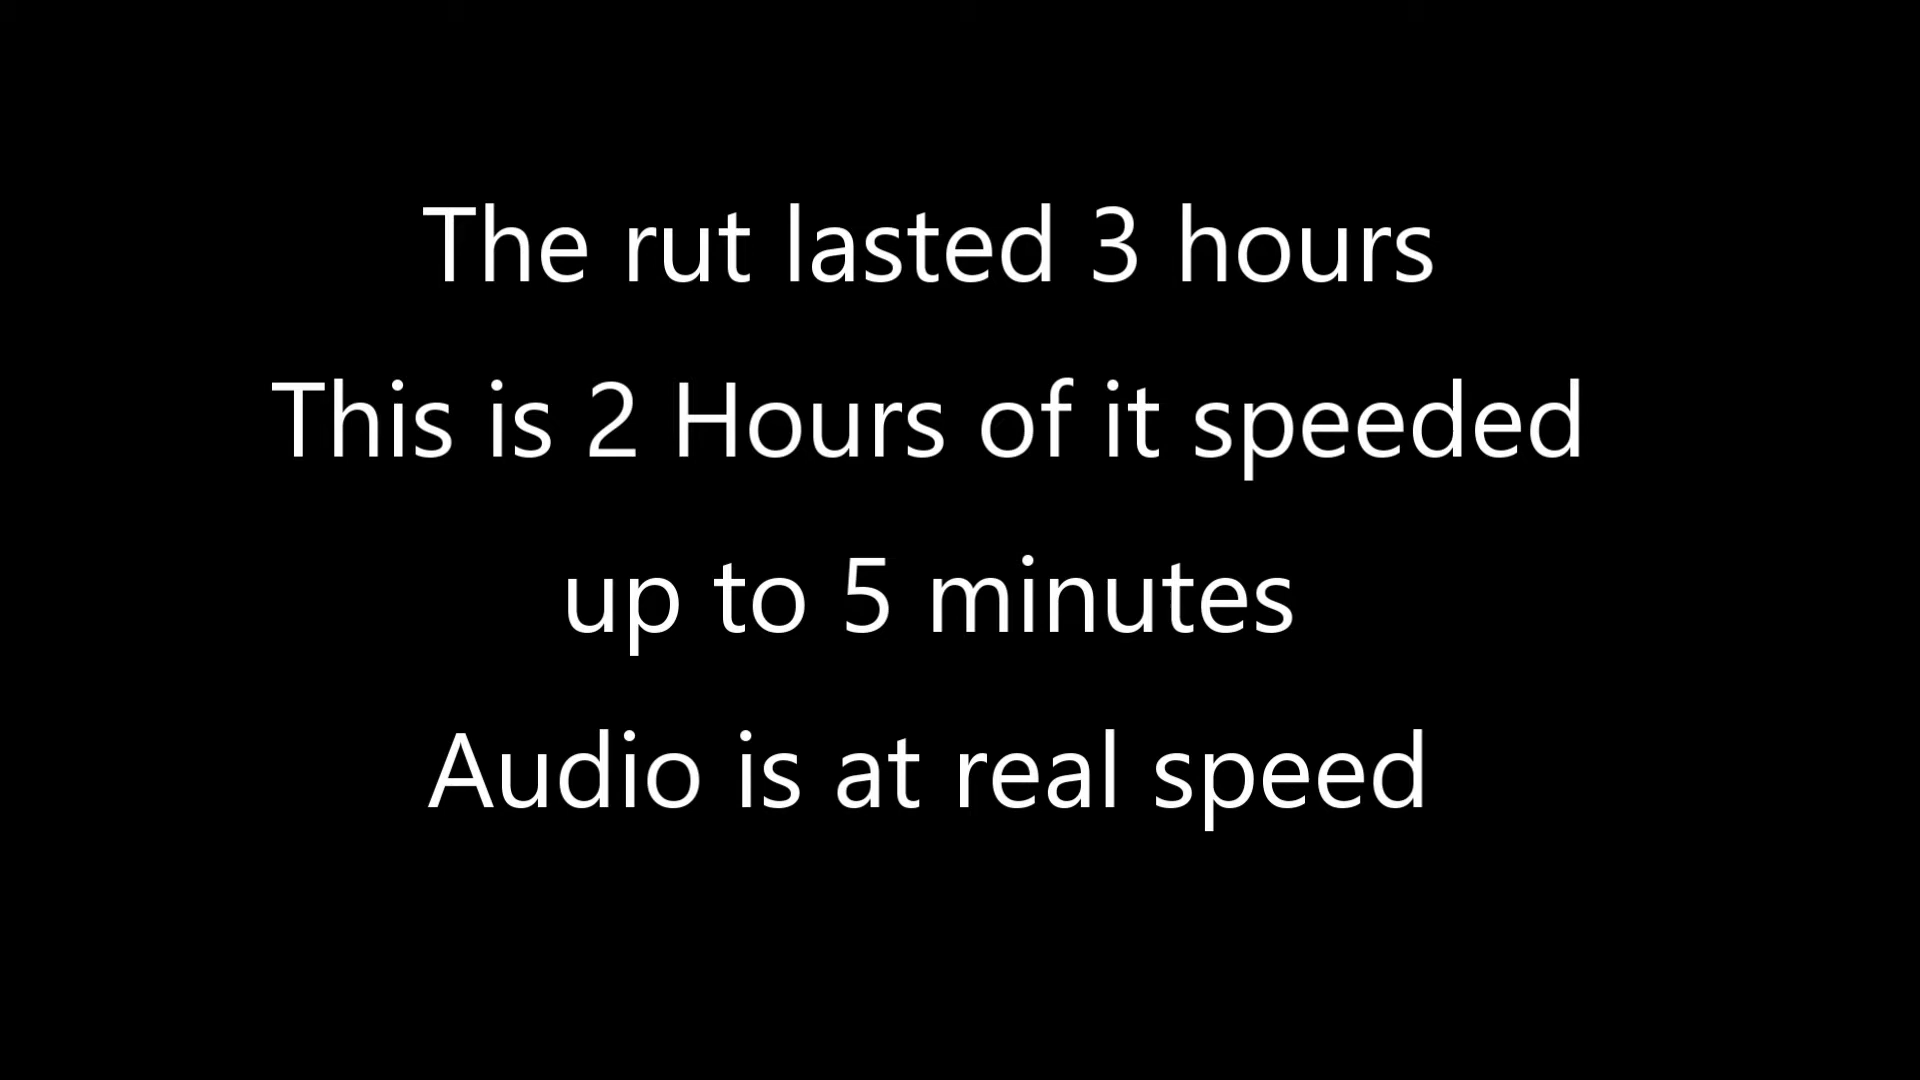 The rut lasted 3 hours
This is 2 Hours of it speeded
up to 5 minutes
Audio is at real speed